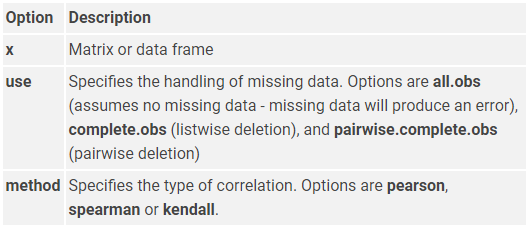 Option Description
x Matrix or data frame
use Specifies the handling of missing data. Options are all.obs
(assumes no missing data - missing data will produce an error),
complete.obs (listwise deletion), and pairwise.complete.obs
(pairwise deletion)
method Specifies the type of correlation. Options are pearson,
spearman or kendall.